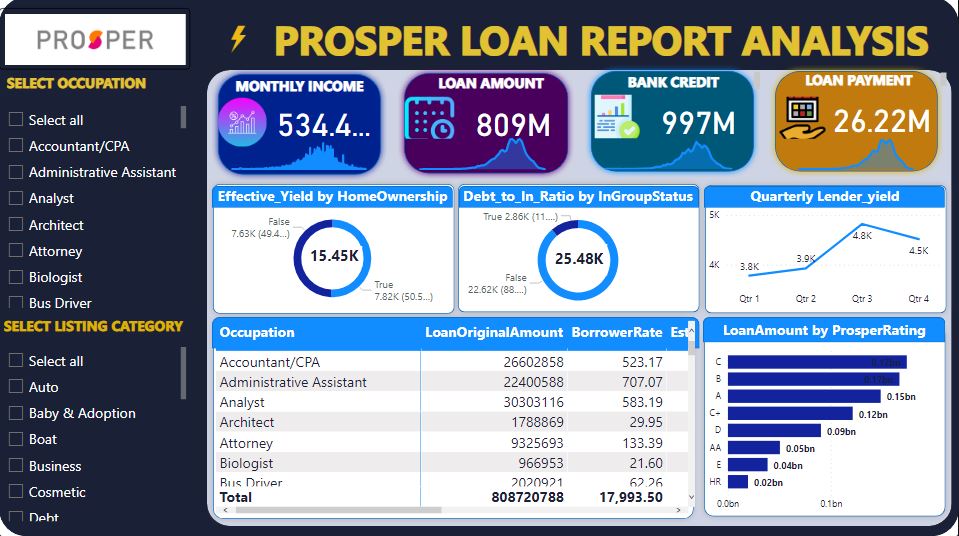 PROSPER
PROSPER LOAN REPORT ANALYSIS
SELECT OCCUPATION
Select all
Accountant/CPA
Administrative Assistant
Analyst
Architect
Attorney
Biologist
Bus Driver
SELECT LISTING CATEGORY
Select all
Auto
Baby & Adoption
Boat
Business
Cosmetic
Debt
MONTHLY INCOME
534.4...
LOAN AMOUNT
809M
BANK CREDIT
997M
LOAN PAYMENT
26.22M
Effective_Yield by HomeOwnership
False
7.63K (49.4...)
15.45K
True
7.82K (50.5...)
Debt_to_In_Ratio by InGroupStatus
True 2.86K (11....)
25.48K
False
22.62K (88....)
Quarterly Lender_yield
5K
4K
3.8K
3.9K
4.8K
4.5K
Qtr 1 Qtr 2 Qtr 3 Qtr 4
Occupation LoanOriginalAmount BorrowerRate Est
Accountant/CPA 26602858 523.17
Administrative Assistant 22400588 707.07
Analyst 30303116 583.19
Architect 1788869 29.95
Attorney 9325693 133.39
Biologist 966953 21.60
Bus Driver 2020921 62.26
Total 808720788 17,993.50
LoanAmount by ProsperRating
C 0.17bn
B 0.17bn
A 0.15bn
C+ 0.12bn
D 0.09bn
AA 0.05bn
E 0.04bn
HR 0.02bn
0.0bn 0.1bn